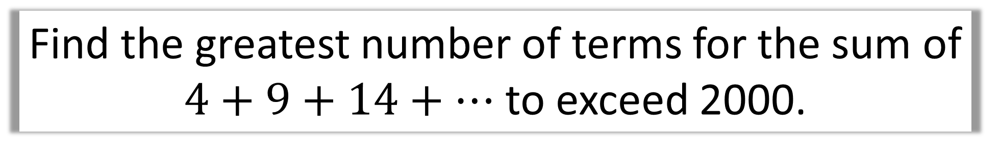 Find the greatest number of terms for the sum of
4 + 9 + 14 + ⋯ to exceed 2000.